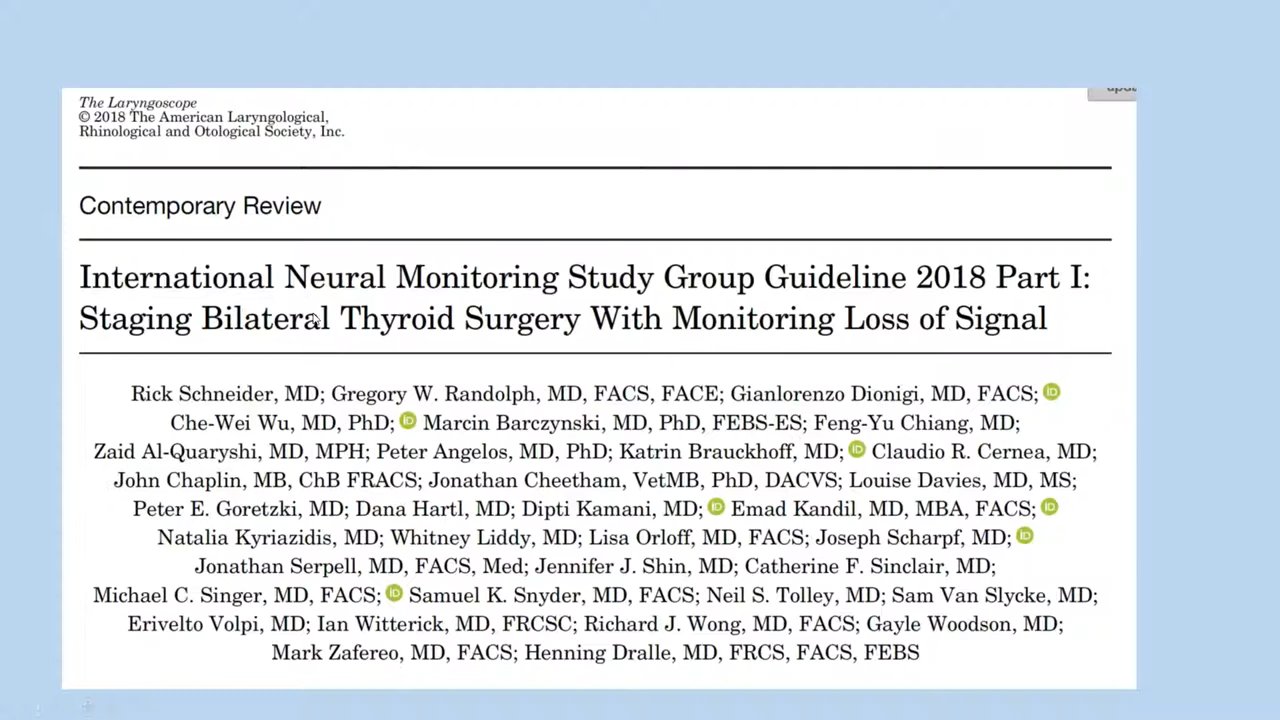 The Laryngoscope
© 2018 The American Laryngological,
Rhinological and Otological Society, Inc.
Contemporary Review
International Neural Monitoring Study Group Guideline 2018 Part I:
Staging Bilateral Thyroid Surgery With Monitoring Loss of Signal
Rick Schneider, MD; Gregory W. Randolph, MD, FACS, FACE; Gianlorenzo Dionigi, MD, FACS; iD
Che-Wei Wu, MD, PhD; iD Marcin Barczynski, MD, PhD, FEBS-ES; Feng-Yu Chiang, MD;
Zaid Al-Quaryshi, MD, MPH; Peter Angelos, MD, PhD; Katrin Brauckhoff, MD; iD Claudio R. Cernea, MD;
John Chaplin, MB, ChB FRACS; Jonathan Cheetham, VetMB, PhD, DACVS; Louise Davies, MD, MS;
Peter E. Goretzki, MD; Dana Hartl, MD; Dipti Kamani, MD; iD Emad Kandil, MD, MBA, FACS; iD
Natalia Kyriazidis, MD; Whitney Liddy, MD; Lisa Orloff, MD, FACS; Joseph Scharpf, MD; iD
Jonathan Serpell, MD, FACS, Med; Jennifer J. Shin, MD; Catherine F. Sinclair, MD;
Michael C. Singer, MD, FACS; iD Samuel K. Snyder, MD, FACS; Neil S. Tolley, MD; Sam Van Slycke, MD;
Erivelto Volpi, MD; Ian Witterick, MD, FRCSC; Richard J. Wong, MD, FACS; Gayle Woodson, MD;
Mark Zafereo, MD, FACS; Henning Dralle, MD, FRCS, FACS, FEBS